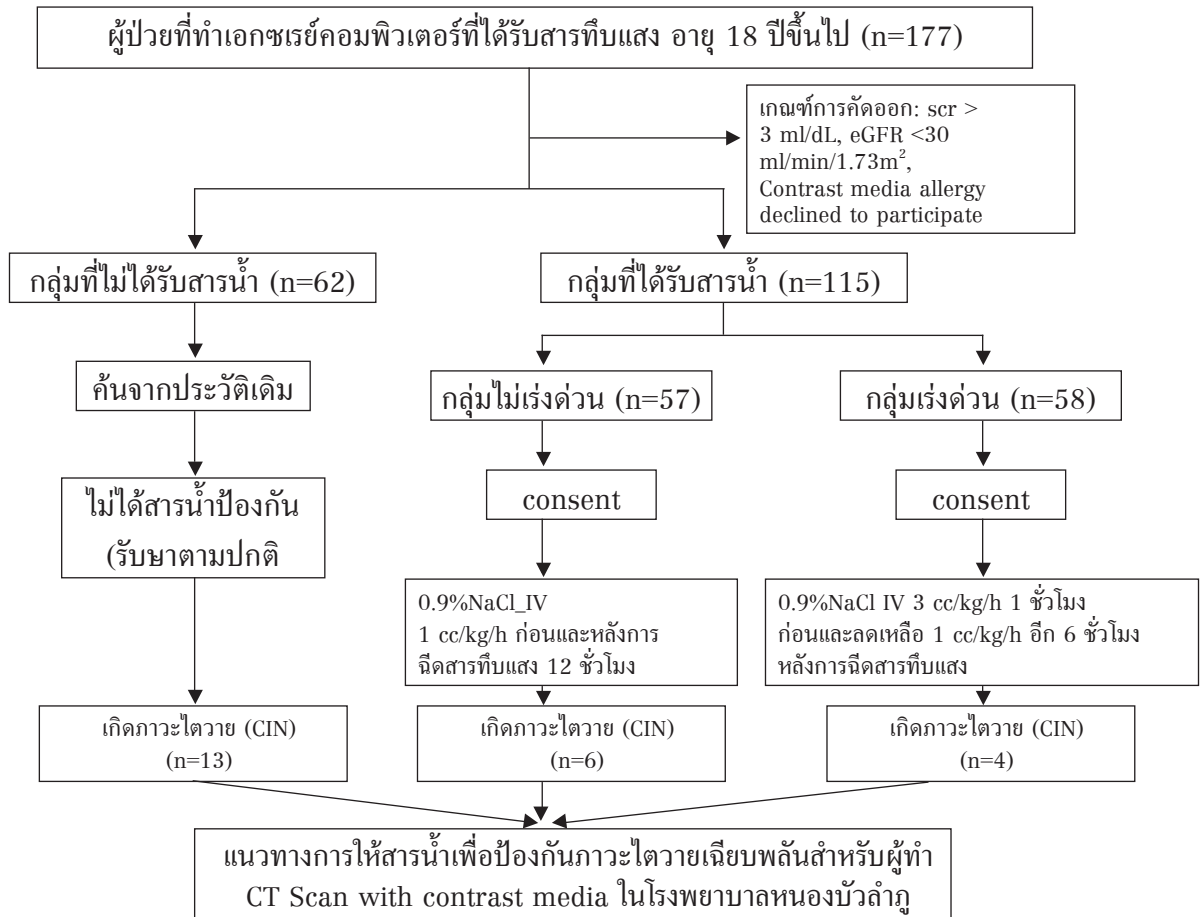 ผู้ป่วยที่ทำเอกซเรย์คอมพิวเตอร์ที่ได้รับสารทึบแสง อายุ 18 ปีขึ้นไป (n=177)
เกณฑ์การคัดออก: scr >
3 ml/dL, eGFR <30
ml/min/1.73m²,
Contrast media allergy
declined to participate
กลุ่มที่ไม่ได้รับสารน้ำ (n=62)
กลุ่มที่ได้รับสารน้ำ (n=115)
ค้นจากประวัติเดิม
กลุ่มไม่เร่งด่วน (n=57)
กลุ่มเร่งด่วน (n=58)
ไม่ได้สารน้ำป้องกัน
(รับษาตามปกติ
consent
consent
0.9%NaCl_IV
1 cc/kg/h ก่อนและหลังการ
ฉีดสารทึบแสง 12 ชั่วโมง
0.9%NaCl IV 3 cc/kg/h 1 ชั่วโมง
ก่อนและลดเหลือ 1 cc/kg/h อีก 6 ชั่วโมง
หลังการฉีดสารทึบแสง
เกิดภาวะไตวาย (CIN)
(n=13)
เกิดภาวะไตวาย (CIN)
(n=6)
เกิดภาวะไตวาย (CIN)
(n=4)
แนวทางการให้สารน้ำเพื่อป้องกันภาวะไตวายเฉียบพลันสำหรับผู้ทำ
CT Scan with contrast media ในโรงพยาบาลหนองบัวลำภู